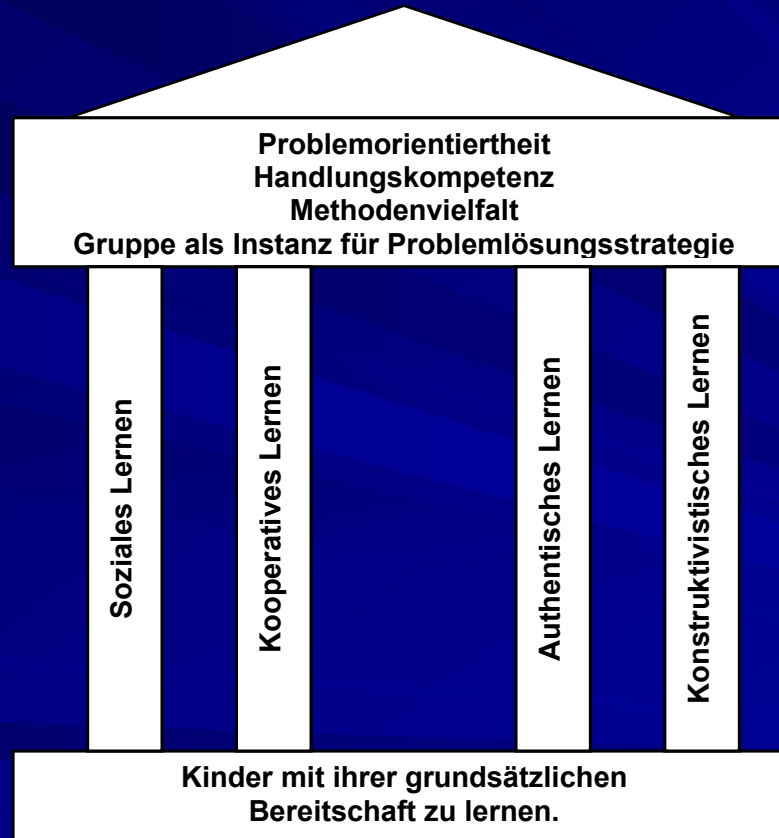 Problemorientiertheit
Handlungskompetenz
Methodenvielfalt
Gruppe als Instanz für Problemlösungsstrategie
Soziales Lernen
Kooperatives Lernen
Authentisches Lernen
Konstruktivistisches Lernen
Kinder mit ihrer grundsätzlichen
Bereitschaft zu lernen.